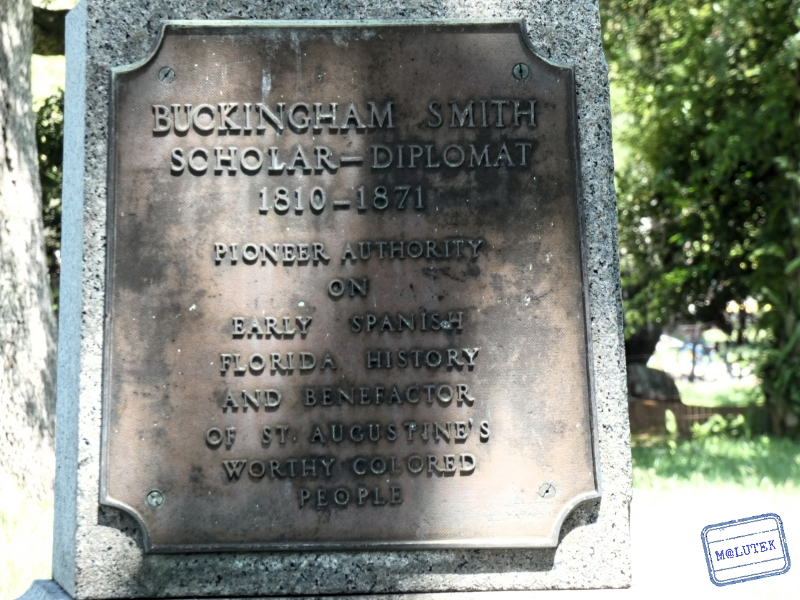 BUCKINGHAM SMITH
SCHOLAR–DIPLOMAT
1810–1871
PIONEER AUTHORITY
ON
EARLY SPANISH
FLORIDA HISTORY
AND BENEFACTOR
OF ST. AUGUSTINE'S
WORTHY COLORED
PEOPLE
M@LUTEK